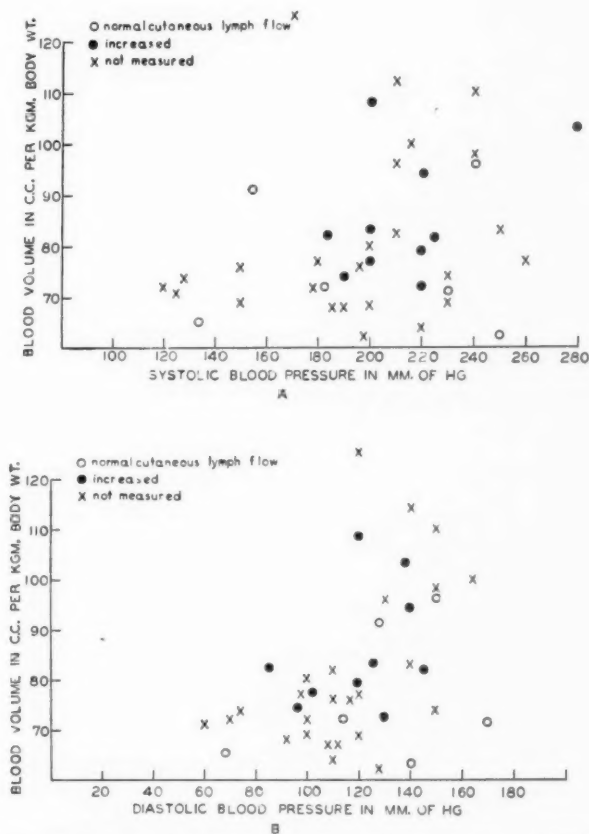 ○ normal cutaneous lymph flow
● increased
x not measured
BLOOD VOLUME IN C.C. PER KGM. BODY WT.
120
110
100
90
80
70
100 120 140 160 180 200 220 240 260 280
SYSTOLIC BLOOD PRESSURE IN MM. OF HG
A
○ normal cutaneous lymph flow
● increased
x not measured
BLOOD VOLUME IN C.C. PER KGM. BODY WT.
120
110
100
90
80
70
20 40 60 80 100 120 140 160 180
DIASTOLIC BLOOD PRESSURE IN MM. OF HG
B